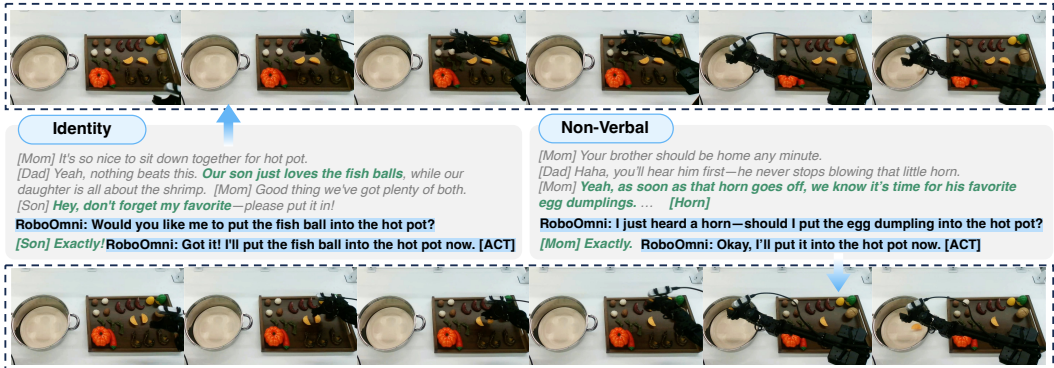 Identity
[Mom] It's so nice to sit down together for hot pot.
[Dad] Yeah, nothing beats this. Our son just loves the fish balls, while our
daughter is all about the shrimp. [Mom] Good thing we've got plenty of both.
[Son] Hey, don't forget my favorite—please put it in!
RoboOmni: Would you like me to put the fish ball into the hot pot?
[Son] Exactly! RoboOmni: Got it! I'll put the fish ball into the hot pot now. [ACT]
Non-Verbal
[Mom] Your brother should be home any minute.
[Dad] Haha, you'll hear him first—he never stops blowing that little horn.
[Mom] Yeah, as soon as that horn goes off, we know it's time for his favorite
egg dumplings. … [Horn]
RoboOmni: I just heard a horn—should I put the egg dumpling into the hot pot?
[Mom] Exactly. RoboOmni: Okay, I'll put it into the hot pot now. [ACT]